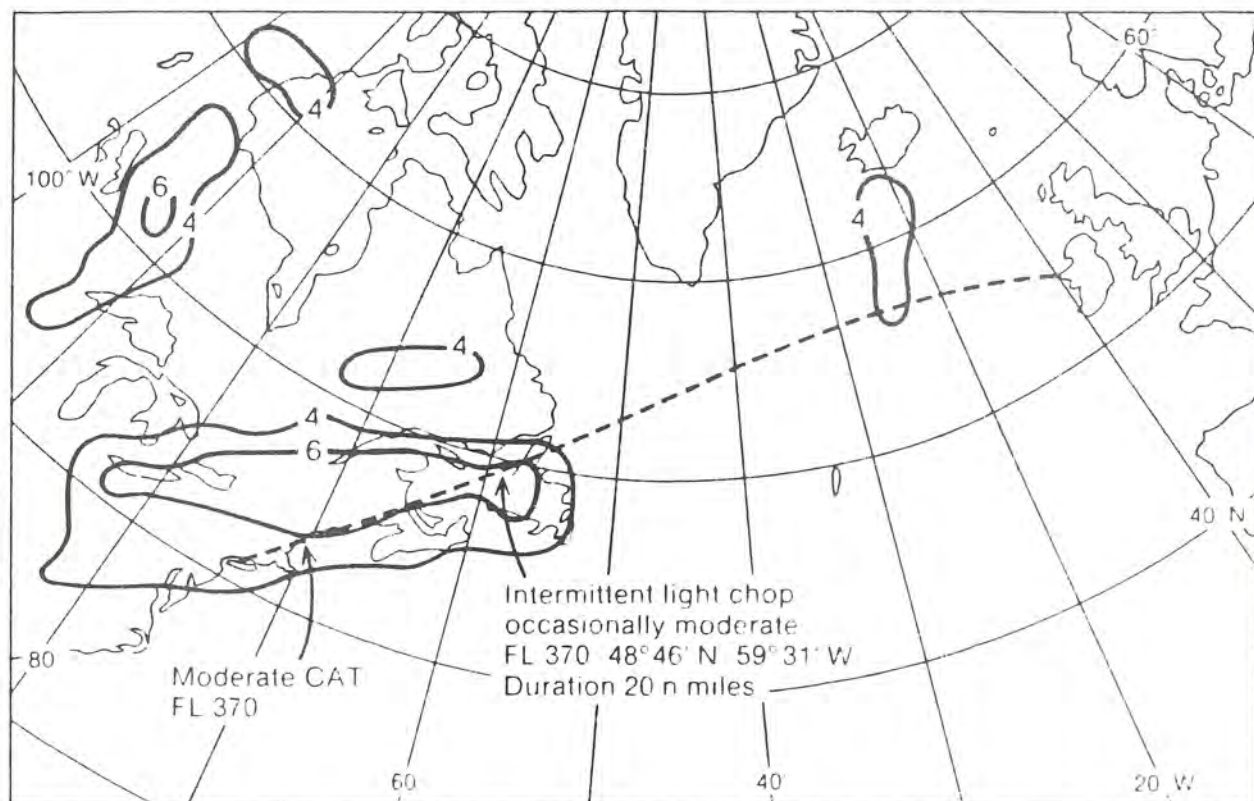 60°
4
100° W
6
4
4
4
4
6
40° N
Intermittent light chop
occasionally moderate
FL 370 48°46' N 59°31' W
Duration 20 n miles
80
Moderate CAT
FL 370
60
40°
20° W